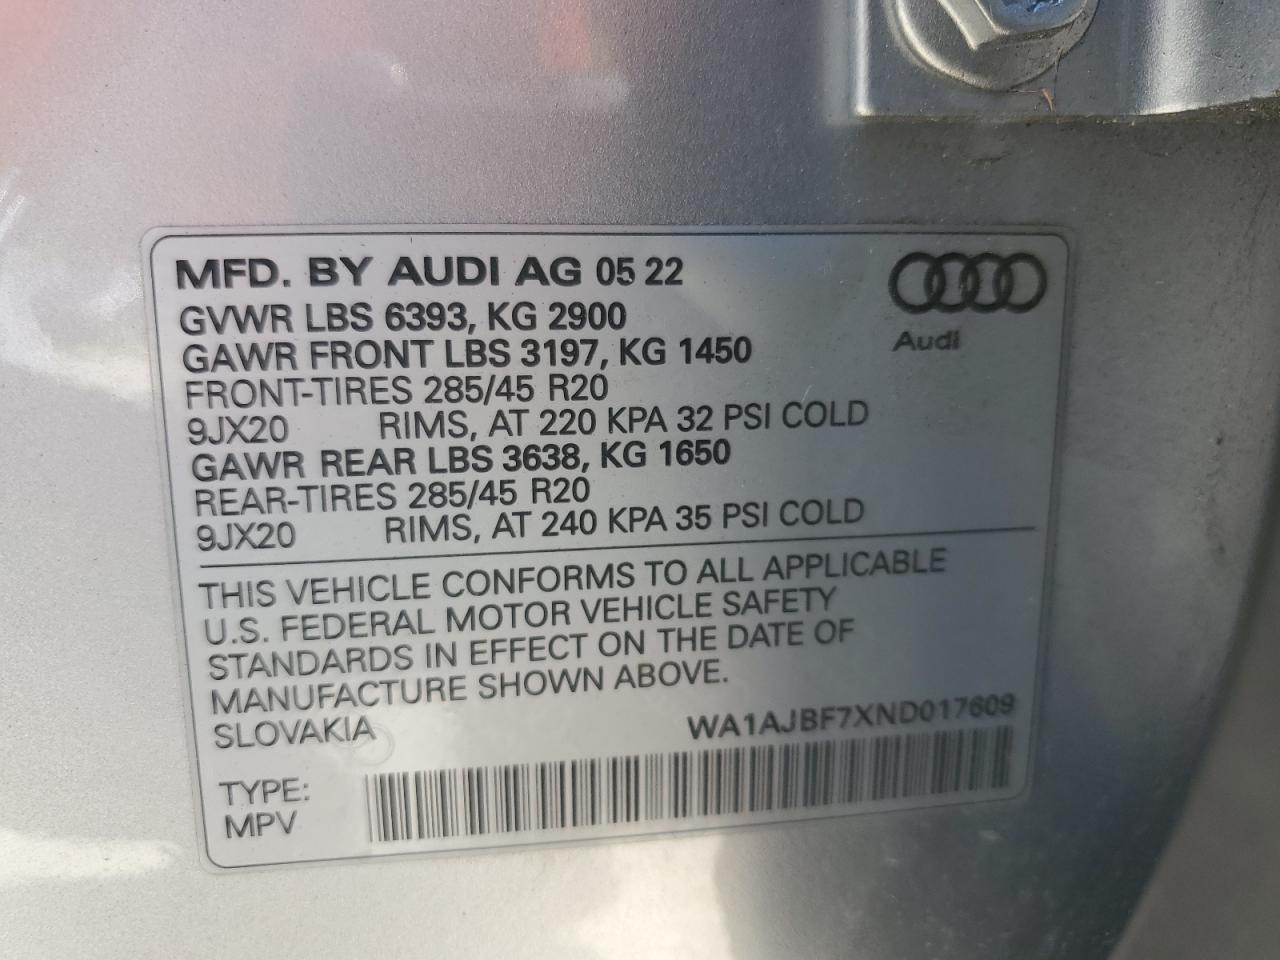 MFD. BY AUDI AG 05 22
GVWR LBS 6393, KG 2900
GAWR FRONT LBS 3197, KG 1450
FRONT-TIRES 285/45 R20
9JX20 RIMS, AT 220 KPA 32 PSI COLD
GAWR REAR LBS 3638, KG 1650
REAR-TIRES 285/45 R20
9JX20 RIMS, AT 240 KPA 35 PSI COLD
Audi
THIS VEHICLE CONFORMS TO ALL APPLICABLE
U.S. FEDERAL MOTOR VEHICLE SAFETY
STANDARDS IN EFFECT ON THE DATE OF
MANUFACTURE SHOWN ABOVE.
SLOVAKIA WA1AJBF7XND017609
TYPE:
MPV